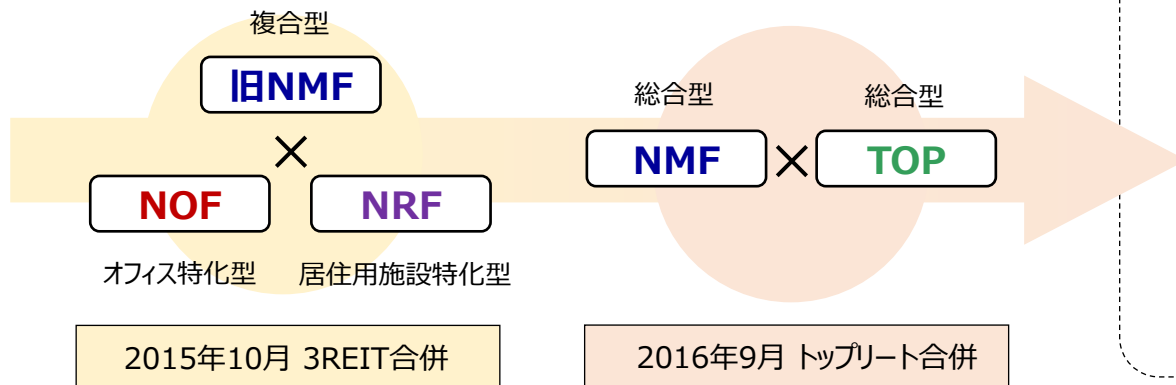 複合型
旧NMF
×
NOF
NRF
オフィス特化型
居住用施設特化型
2015年10月 3REIT合併
総合型
総合型
NMF
×
TOP
2016年9月 トップリート合併